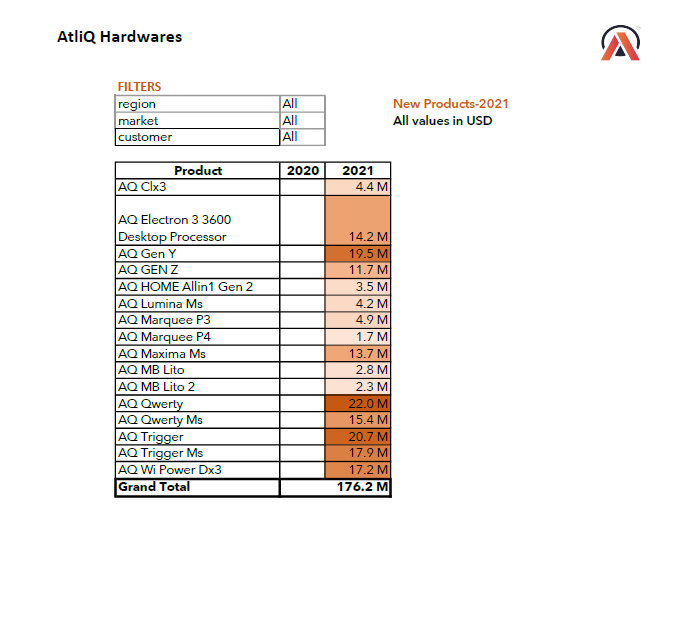 AtliQ Hardwares
FILTERS
region All
market All
customer All
New Products-2021
All values in USD
Product 2020 2021
AQ Clx3 4.4 M
AQ Electron 3 3600
Desktop Processor 14.2 M
AQ Gen Y 19.5 M
AQ GEN Z 11.7 M
AQ HOME Allin1 Gen 2 3.5 M
AQ Lumina Ms 4.2 M
AQ Marquee P3 4.9 M
AQ Marquee P4 1.7 M
AQ Maxima Ms 13.7 M
AQ MB Lito 2.8 M
AQ MB Lito 2 2.3 M
AQ Qwerty 22.0 M
AQ Qwerty Ms 15.4 M
AQ Trigger 20.7 M
AQ Trigger Ms 17.9 M
AQ Wi Power Dx3 17.2 M
Grand Total 176.2 M